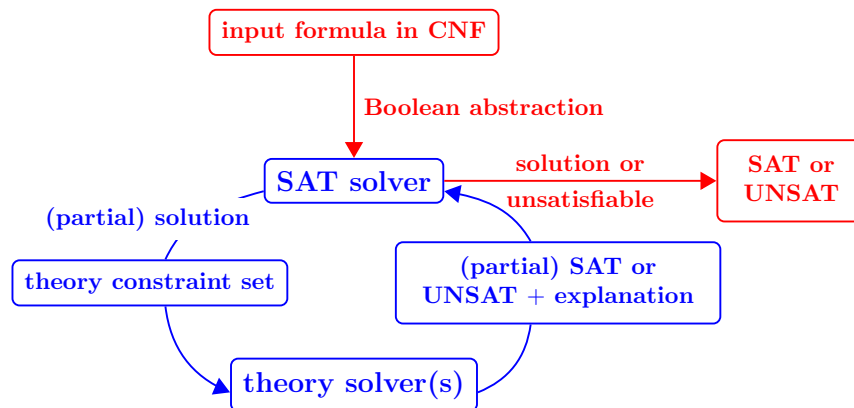 input formula in CNF
Boolean abstraction
SAT solver
solution or
unsatisfiable
SAT or
UNSAT
(partial) solution
theory constraint set
(partial) SAT or
UNSAT + explanation
theory solver(s)